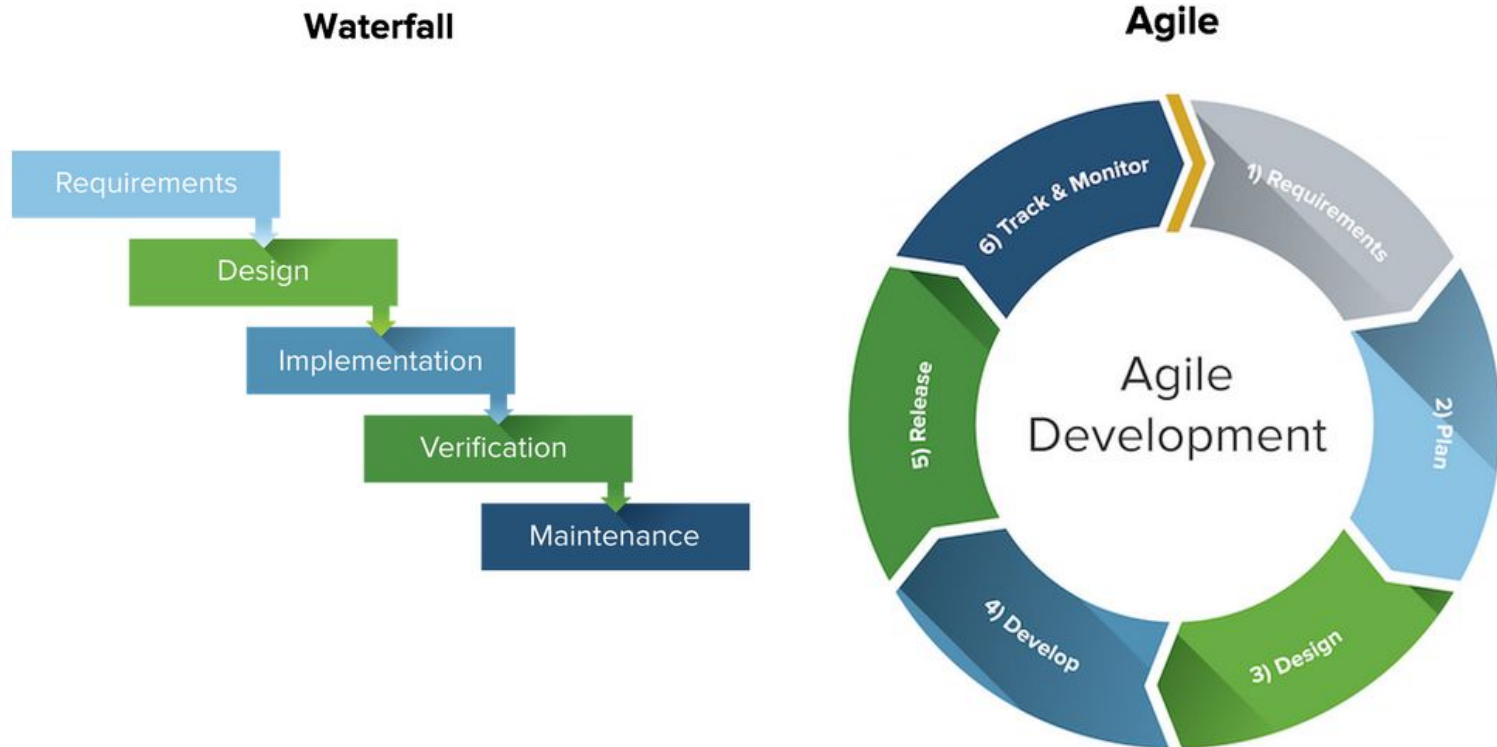 Waterfall
Requirements
Design
Implementation
Verification
Maintenance
Agile
1) Requirements
2) Plan
3) Design
4) Develop
5) Release
6) Track & Monitor
Agile
Development